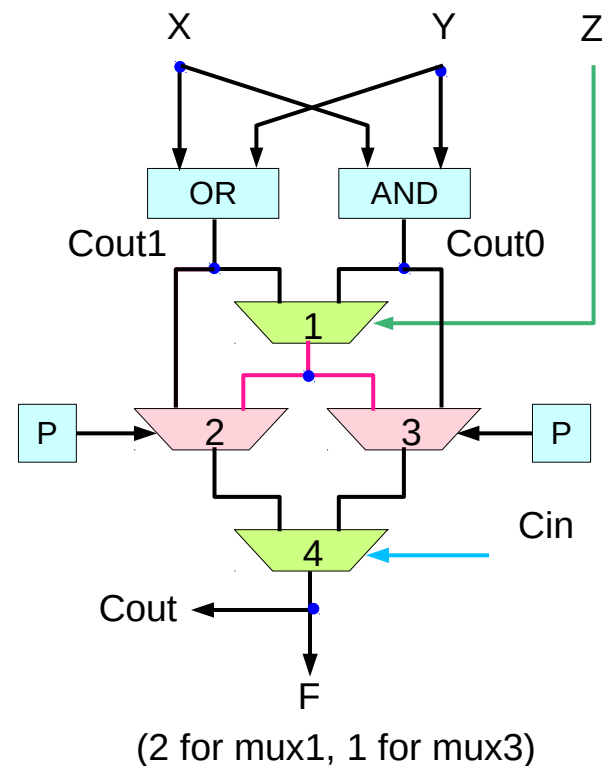 X Y Z
OR AND
Cout1 Cout0
1
P 2 3 P
Cin
4
Cout
F
(2 for mux1, 1 for mux3)